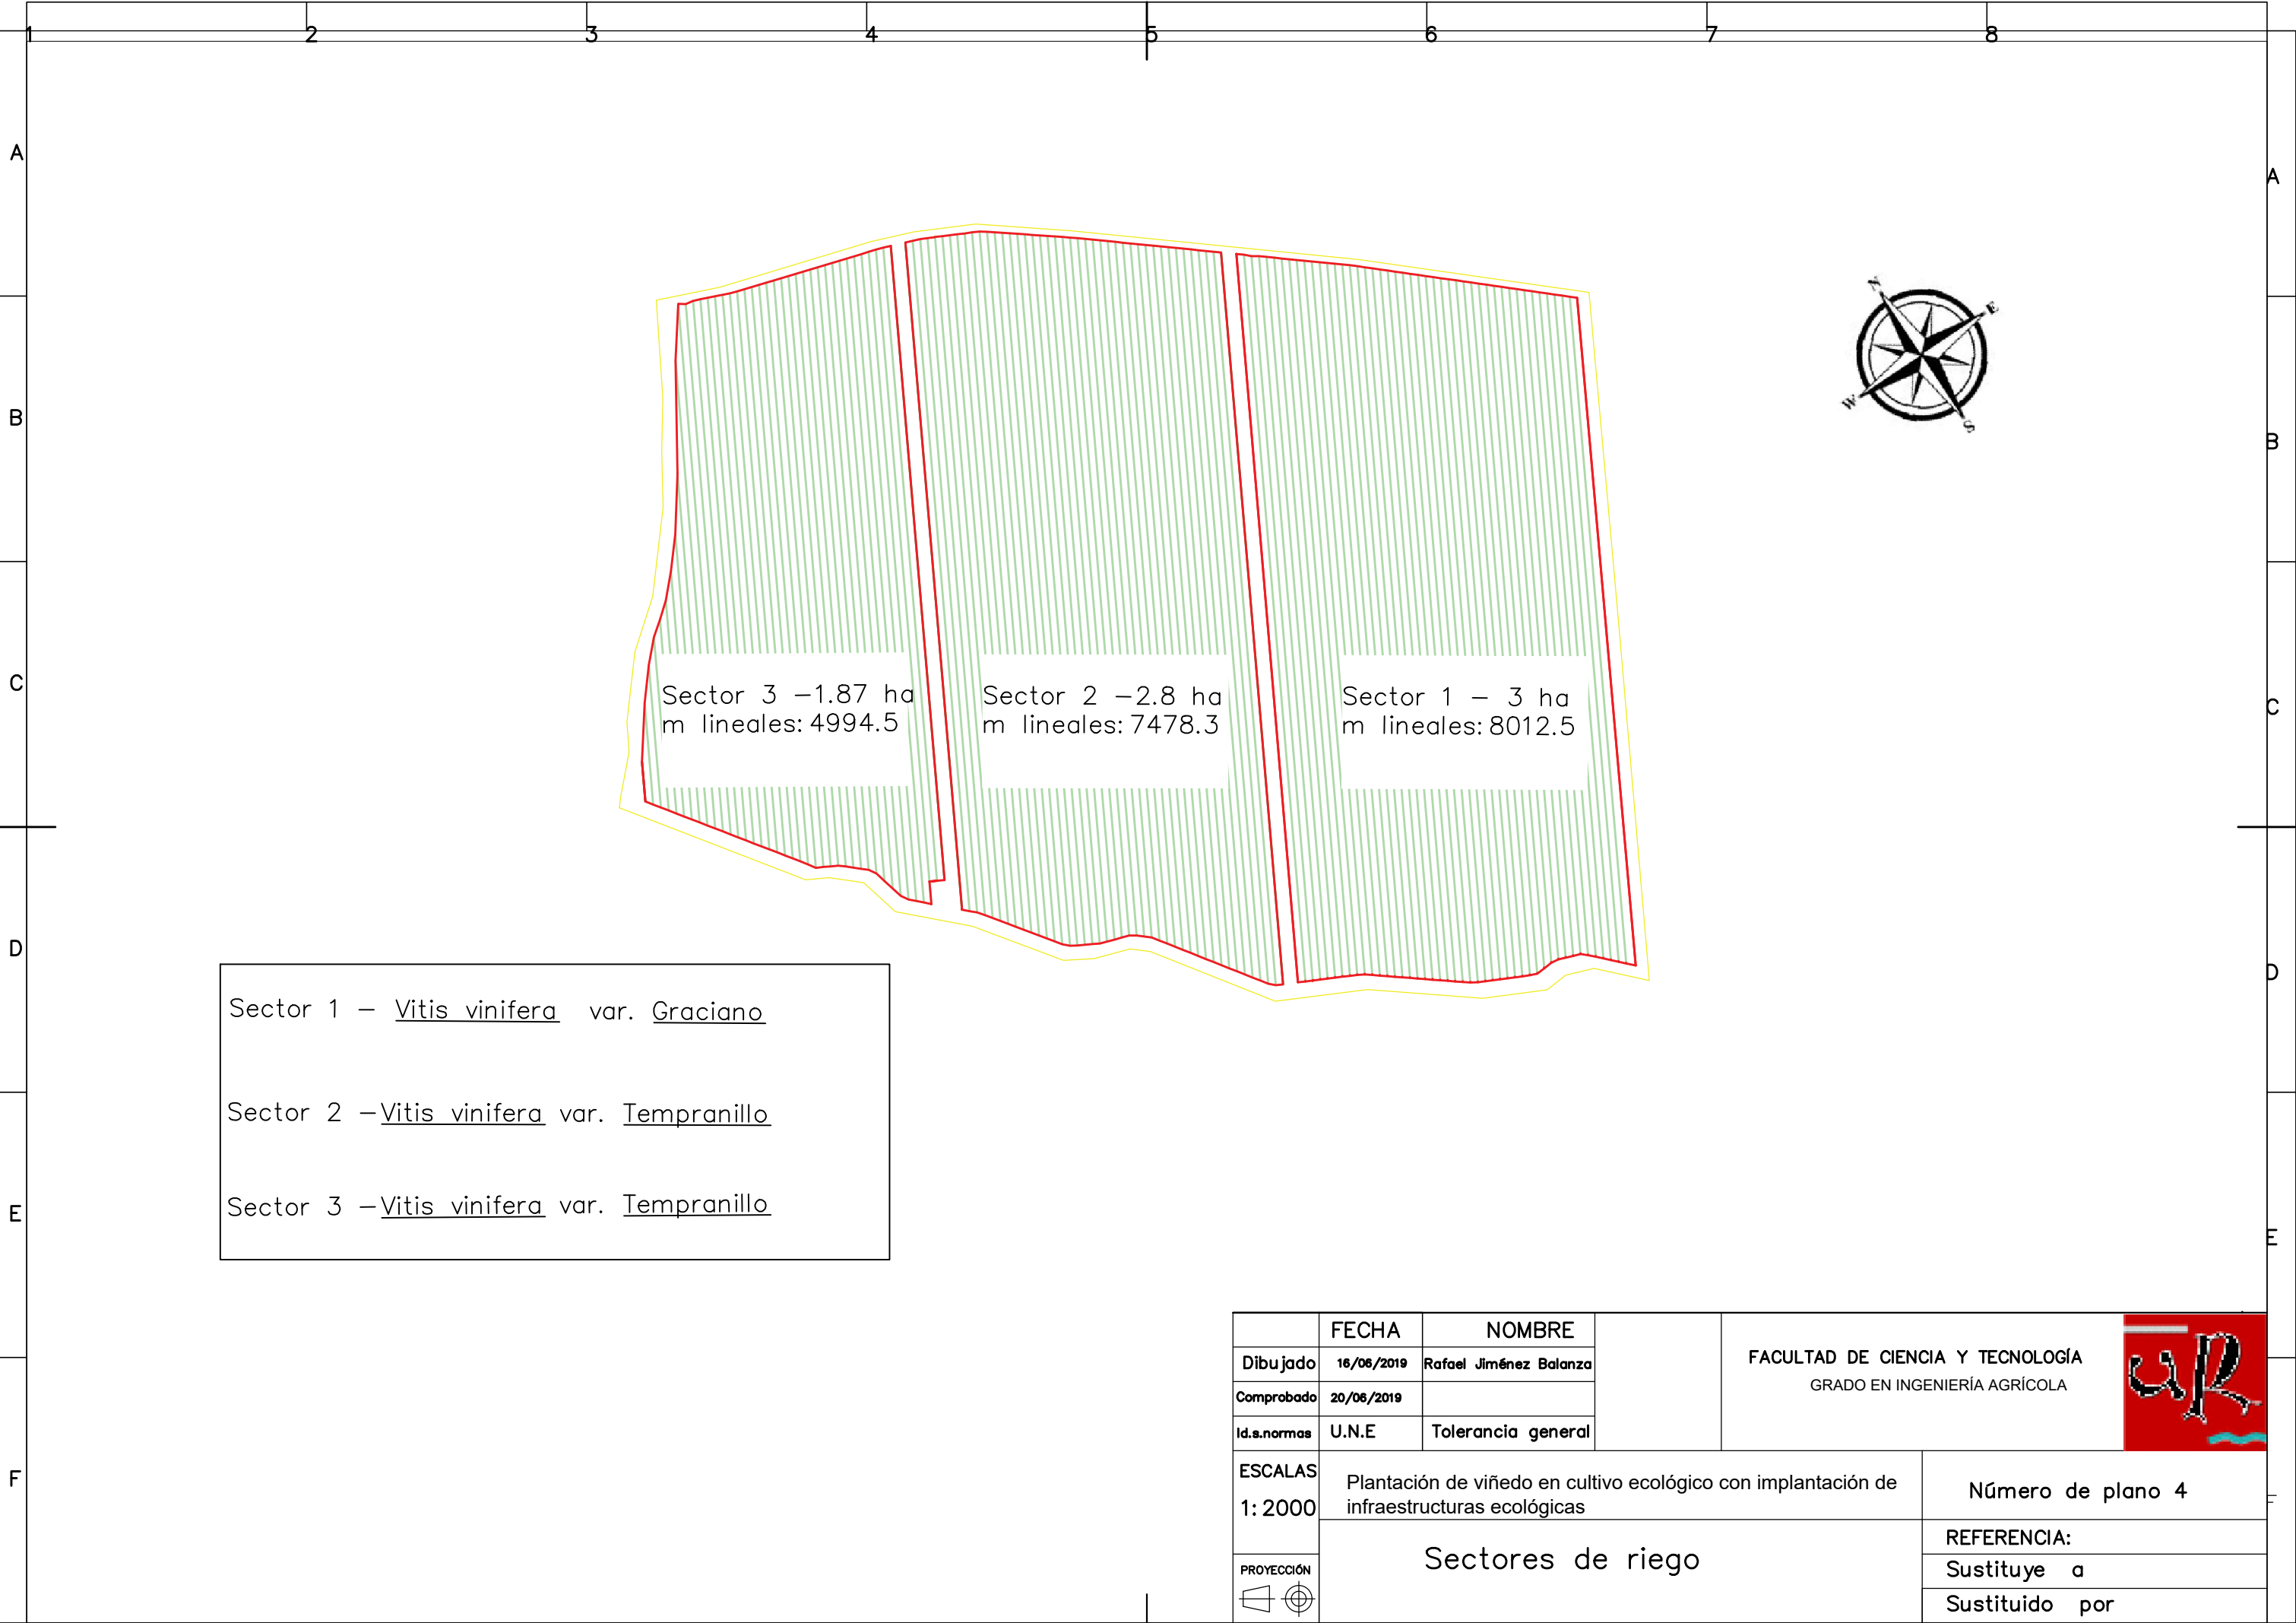 1 2 3 4 5 6 7 8
A A
B B
C C
D D
E E
F
N
E
W
S
Sector 3 -1.87 ha
m lineales: 4994.5
Sector 2 -2.8 ha
m lineales: 7478.3
Sector 1 - 3 ha
m lineales: 8012.5
Sector 1 - Vitis vinifera var. Graciano
Sector 2 -Vitis vinifera var. Tempranillo
Sector 3 -Vitis vinifera var. Tempranillo
FECHA NOMBRE
Dibujado 16/06/2019 Rafael Jiménez Balanza
Comprobado 20/06/2019
Id.s.normas U.N.E Tolerancia general
FACULTAD DE CIENCIA Y TECNOLOGÍA
GRADO EN INGENIERÍA AGRÍCOLA
uR
ESCALAS
1:2000
Plantación de viñedo en cultivo ecológico con implantación de
infraestructuras ecológicas
Número de plano 4
PROYECCIÓN
Sectores de riego
REFERENCIA:
Sustituye a
Sustituido por